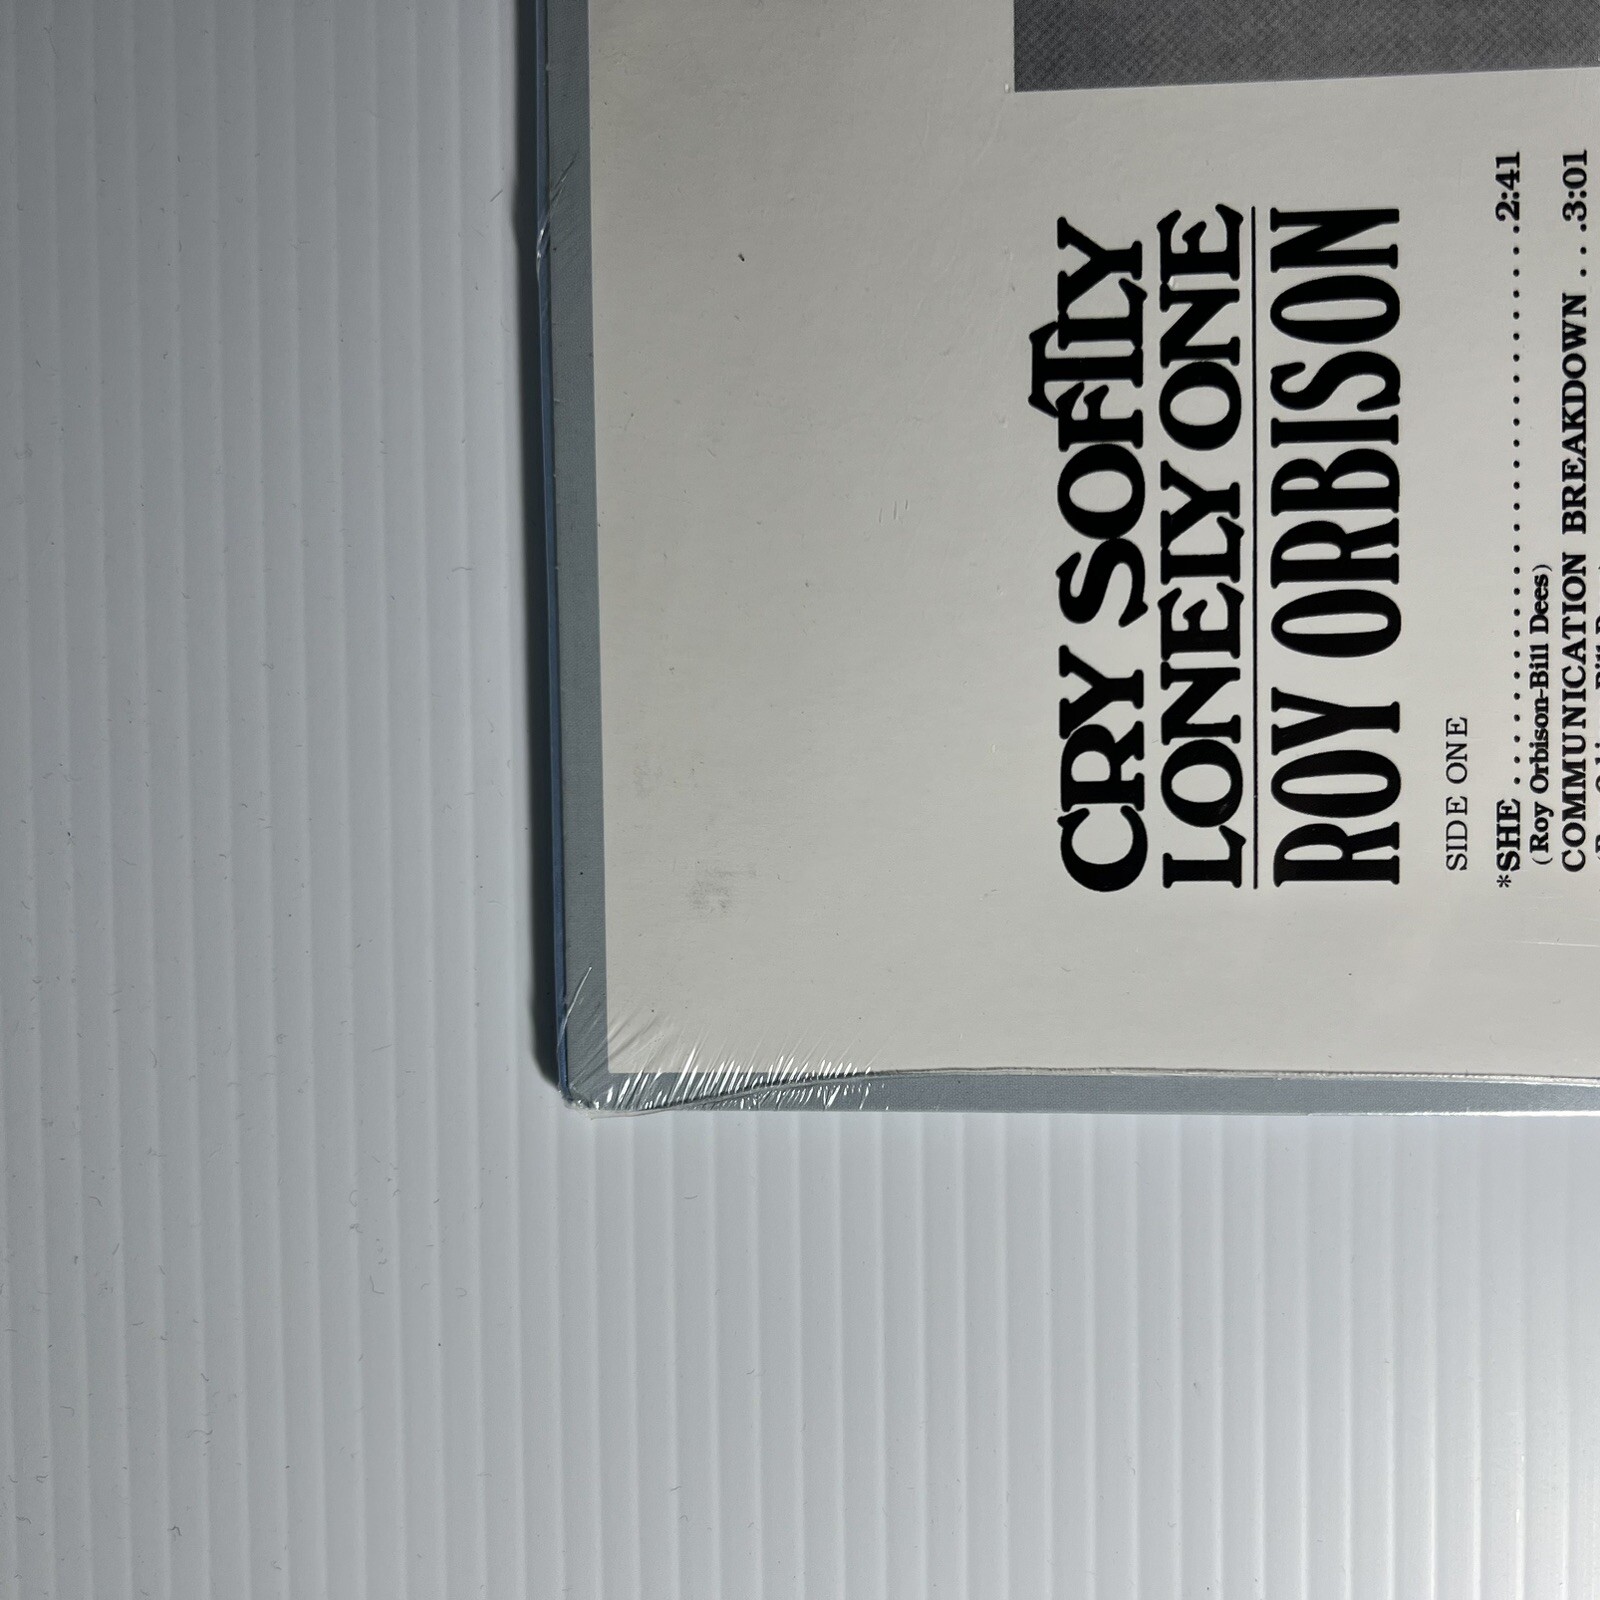 CRY SOFTLY
LONELY ONE
ROY ORBISON
SIDE ONE
*SHE.........................2:41
(Roy Orbison-Bill Dees)
COMMUNICATION BREAKDOWN...3:01